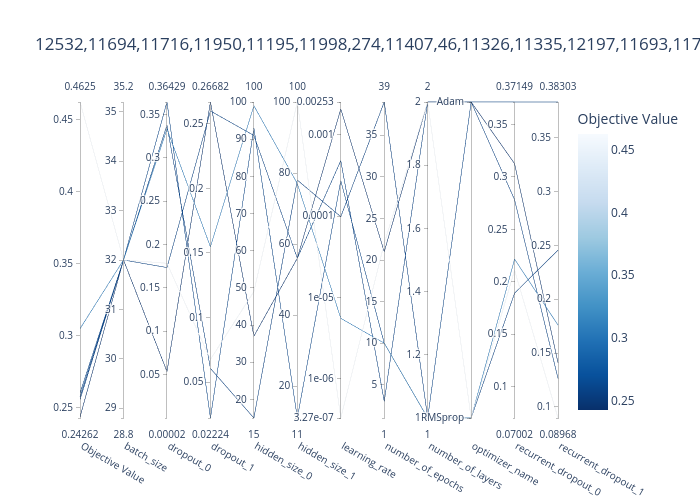 12532,11694,11716,11950,11195,11998,274,11407,46,11326,11335,12197,11693,117
0.4625 35.2 0.36429 0.26682 100 100 0.00253 39 2 0.37149 0.38303
0.45 0.4 0.35 0.3 0.25
35 34 33 32 31 30 29
0.35 0.3 0.25 0.2 0.15 0.1 0.05
0.25 0.2 0.15 0.1 0.05
100 90 80 70 60 50 40 30 20
100 80 60 40 20
0.001 0.0001 1e-05 1e-06 3.27e-07
35 30 25 20 15 10 5
2 1.8 1.6 1.4 1.2 1
Adam RMSprop
0.35 0.3 0.25 0.2 0.15 0.1
0.35 0.3 0.25 0.2 0.15 0.1
0.24262 28.8 0.00002 0.02224 15 11 1 1 0.07002 0.08968
Objective Value
batch_size
dropout_0
dropout_1
hidden_size_0
hidden_size_1
learning_rate
number_of_epochs
number_of_layers
optimizer_name
recurrent_dropout_0
recurrent_dropout_1
Objective Value
0.45
0.4
0.35
0.3
0.25